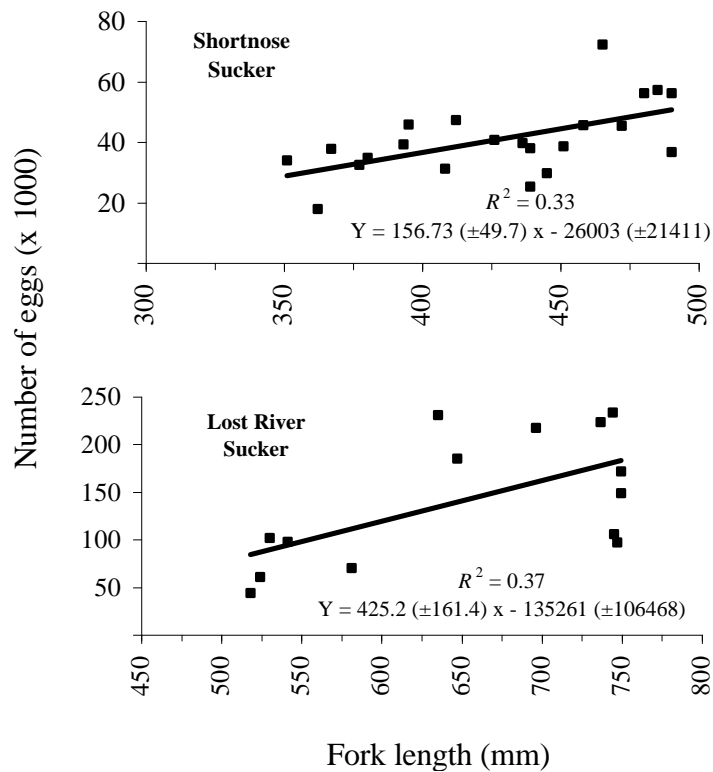 Number of eggs (x 1000)
80
60
40
20
Shortnose
Sucker
R² = 0.33
Y = 156.73 (±49.7) x - 26003 (±21411)
300
350
400
450
500
250
200
150
100
50
Lost River
Sucker
R² = 0.37
Y = 425.2 (±161.4) x - 135261 (±106468)
450
500
550
600
650
700
750
800
Fork length (mm)